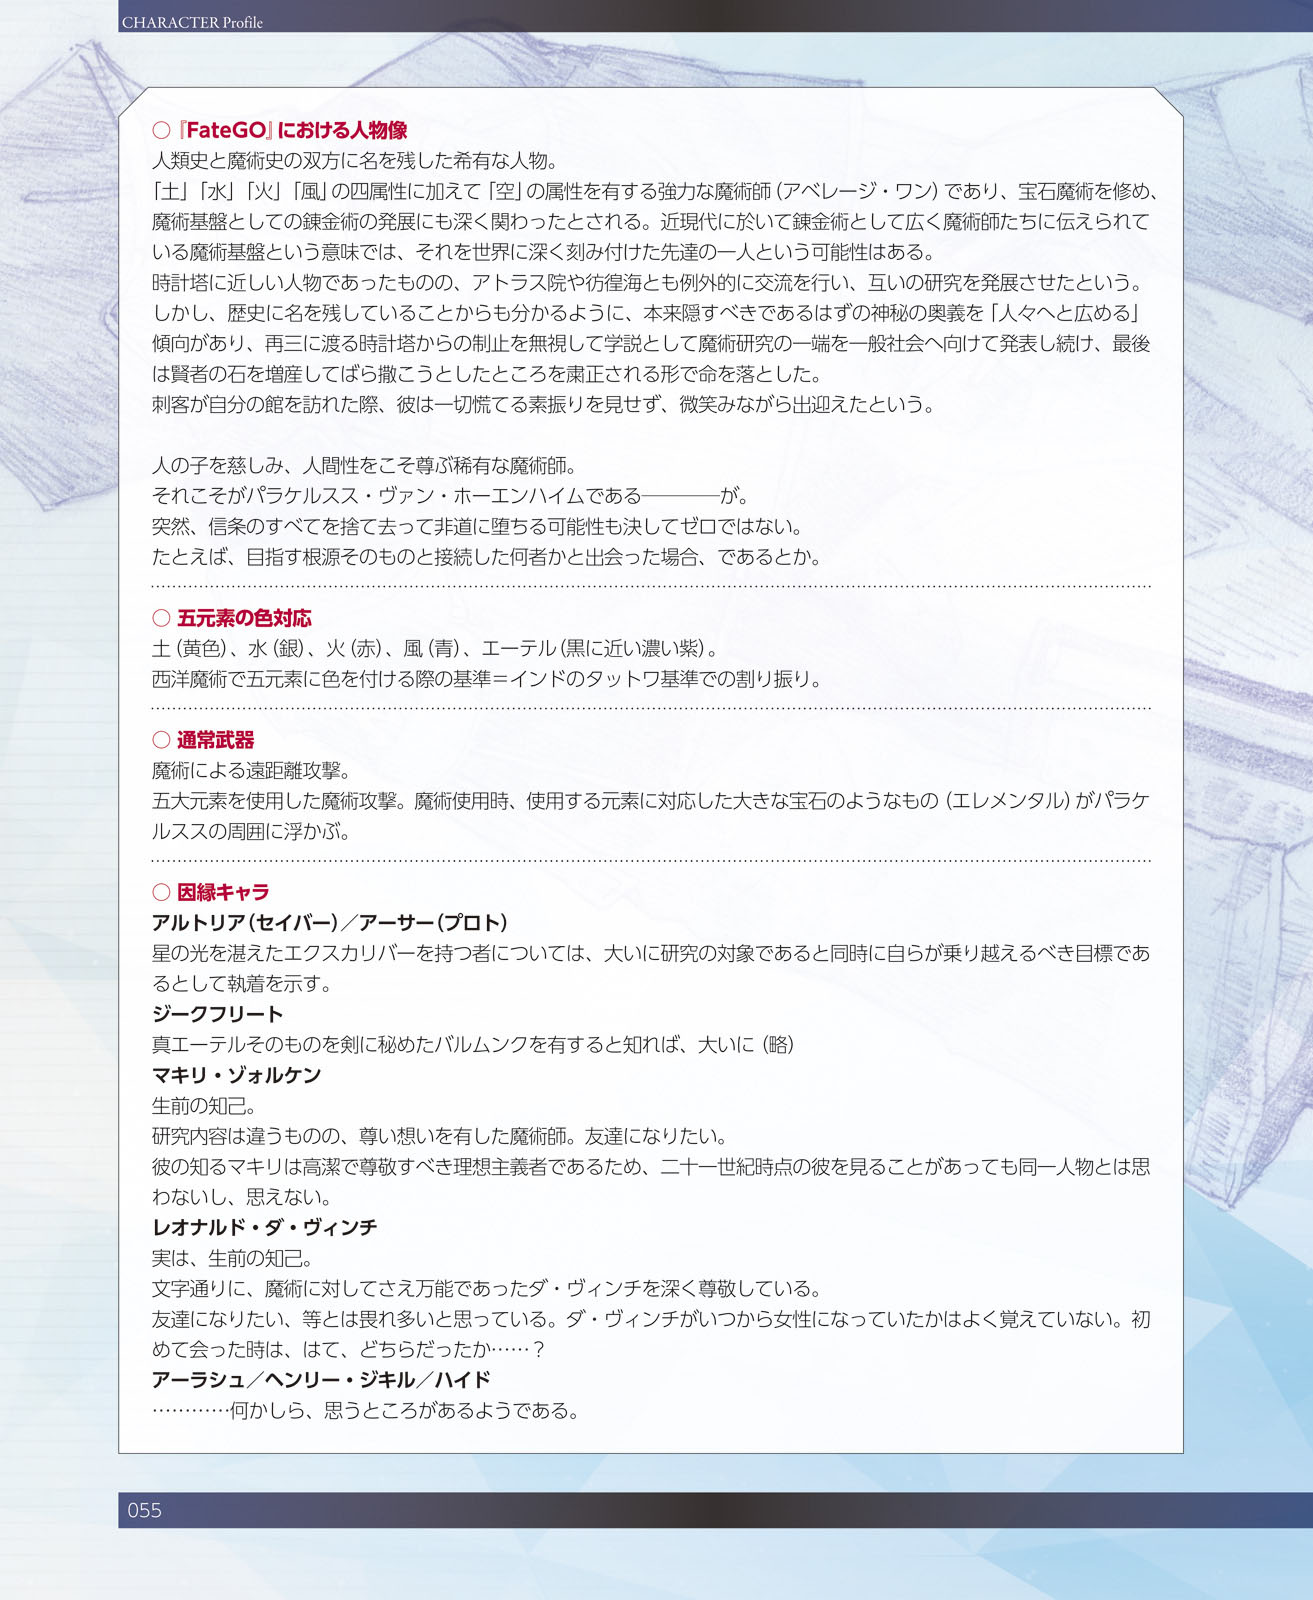 CHARACTER Profile
○『FateGO』における人物像
人類史と魔術史の双方に名を残した希有な人物。
「土」「水」「火」「風」の四属性に加えて「空」の属性を有する強力な魔術師（アベレージ・ワン）であり、宝石魔術を修め、
魔術基盤としての錬金術の発展にも深く関わったとされる。近現代に於いて錬金術として広く魔術師たちに伝えられて
いる魔術基盤という意味では、それを世界に深く刻み付けた先達の一人という可能性はある。
時計塔に近しい人物であったものの、アトラス院や彷徨海とも例外的に交流を行い、互いの研究を発展させたという。
しかし、歴史に名を残していることからも分かるように、本来隠すべきであるはずの神秘の奥義を「人々へと広める」
傾向があり、再三に渡る時計塔からの制止を無視して学説として魔術研究の一端を一般社会へ向けて発表し続け、最後
は賢者の石を増産してばら撒こうとしたところを粛正される形で命を落とした。
刺客が自分の館を訪れた際、彼は一切慌てる素振りを見せず、微笑みながら出迎えたという。
人の子を慈しみ、人間性をこそ尊ぶ稀有な魔術師。
それこそがパラケルスス・ヴァン・ホーエンハイムである――――が。
突然、信条のすべてを捨て去って非道に堕ちる可能性も決してゼロではない。
たとえば、目指す根源そのものと接続した何者かと出会った場合、であるとか。
○ 五元素の色対応
土（黄色）、水（銀）、火（赤）、風（青）、エーテル（黒に近い濃い紫）。
西洋魔術で五元素に色を付ける際の基準＝インドのタットワ基準での割り振り。
○ 通常武器
魔術による遠距離攻撃。
五大元素を使用した魔術攻撃。魔術使用時、使用する元素に対応した大きな宝石のようなもの（エレメンタル）がパラケ
ルススの周囲に浮かぶ。
○ 因縁キャラ
アルトリア（セイバー）／アーサー（プロト）
星の光を湛えたエクスカリバーを持つ者については、大いに研究の対象であると同時に自らが乗り越えるべき目標であ
るとして執着を示す。
ジークフリート
真エーテルそのものを剣に秘めたバルムンクを有すると知れば、大いに（略）
マキリ・ゾォルケン
生前の知己。
研究内容は違うものの、尊い想いを有した魔術師。友達になりたい。
彼の知るマキリは高潔で尊敬すべき理想主義者であるため、二十一世紀時点の彼を見ることがあっても同一人物とは思
わないし、思えない。
レオナルド・ダ・ヴィンチ
実は、生前の知己。
文字通りに、魔術に対してさえ万能であったダ・ヴィンチを深く尊敬している。
友達になりたい、等とは畏れ多いと思っている。ダ・ヴィンチがいつから女性になっていたかはよく覚えていない。初
めて会った時は、はて、どちらだったか……？
アーラシュ／ヘンリー・ジキル／ハイド
…………何かしら、思うところがあるようである。
055